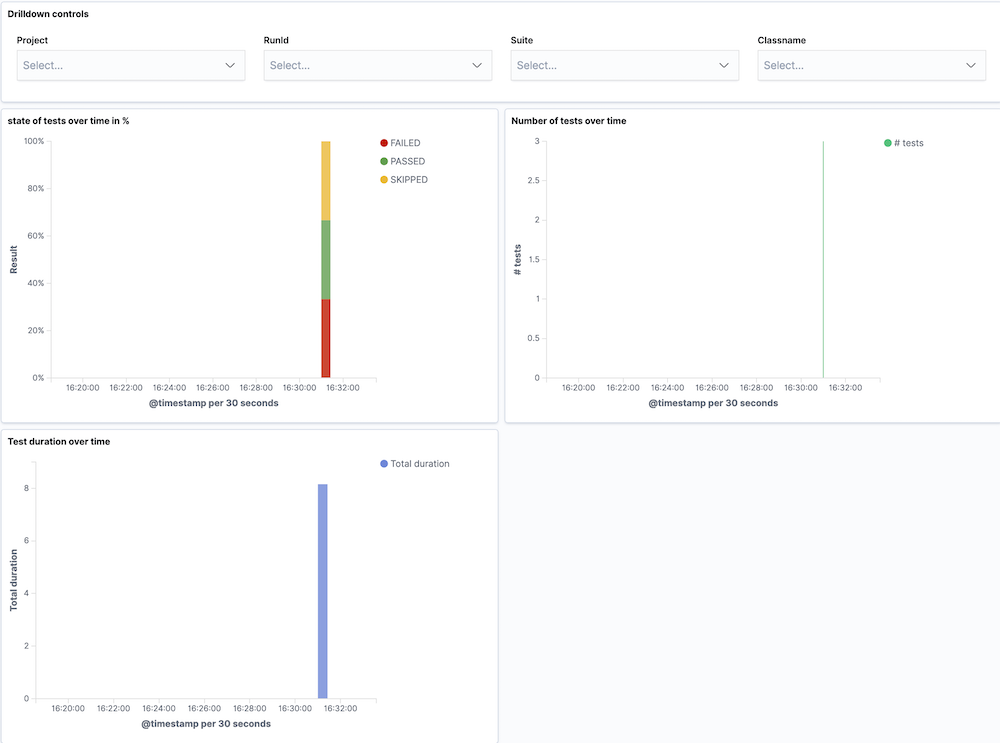 Drilldown controls
Project RunId Suite Classname
Select... Select... Select... Select...
state of tests over time in %
100%
80%
60%
40%
20%
0%
Result
16:20:00 16:22:00 16:24:00 16:26:00 16:28:00 16:30:00 16:32:00
@timestamp per 30 seconds
FAILED
PASSED
SKIPPED
Number of tests over time
3
2.5
2
1.5
1
0.5
0
# tests
16:20:00 16:22:00 16:24:00 16:26:00 16:28:00 16:30:00 16:32:00
@timestamp per 30 seconds
# tests
Test duration over time
8
6
4
2
0
Total duration
16:20:00 16:22:00 16:24:00 16:26:00 16:28:00 16:30:00 16:32:00
@timestamp per 30 seconds
Total duration